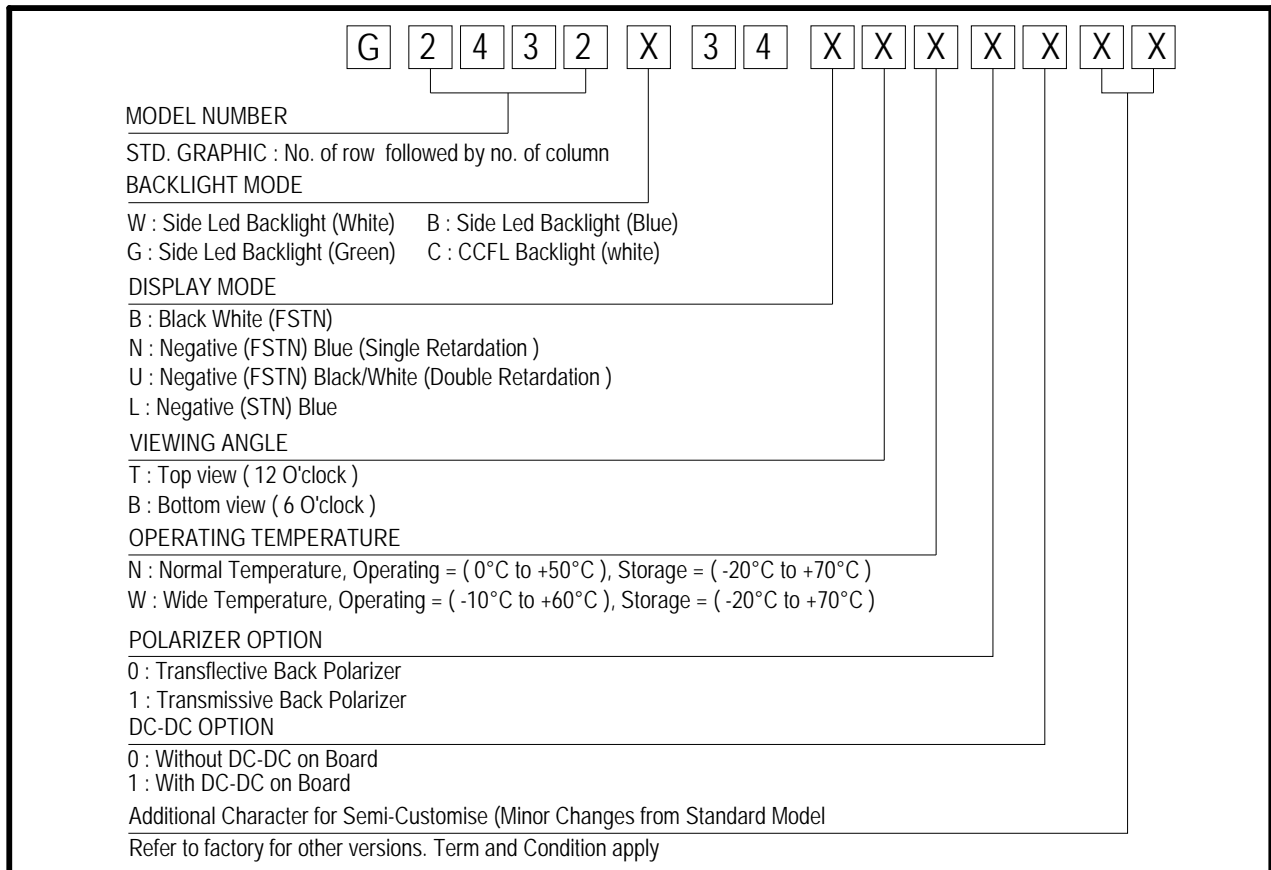 G 2 4 3 2 X 3 4 X X X X X X X
MODEL NUMBER
STD. GRAPHIC : No. of row followed by no. of column
BACKLIGHT MODE
W : Side Led Backlight (White) B : Side Led Backlight (Blue)
G : Side Led Backlight (Green) C : CCFL Backlight (white)
DISPLAY MODE
B : Black White (FSTN)
N : Negative (FSTN) Blue (Single Retardation )
U : Negative (FSTN) Black/White (Double Retardation )
L : Negative (STN) Blue
VIEWING ANGLE
T : Top view ( 12 O'clock )
B : Bottom view ( 6 O'clock )
OPERATING TEMPERATURE
N : Normal Temperature, Operating = ( 0°C to +50°C ), Storage = ( -20°C to +70°C )
W : Wide Temperature, Operating = ( -10°C to +60°C ), Storage = ( -20°C to +70°C )
POLARIZER OPTION
0 : Transflective Back Polarizer
1 : Transmissive Back Polarizer
DC-DC OPTION
0 : Without DC-DC on Board
1 : With DC-DC on Board
Additional Character for Semi-Customise (Minor Changes from Standard Model
Refer to factory for other versions. Term and Condition apply